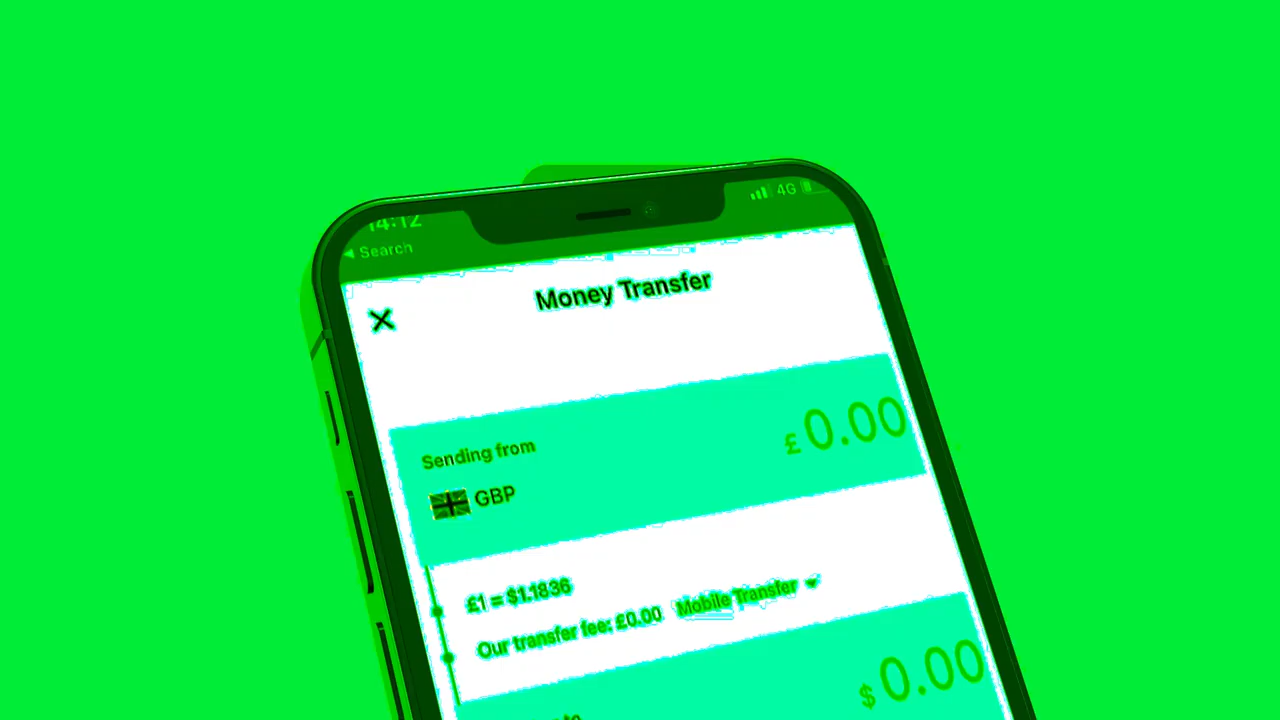 14:12
4G
Search
Money Transfer
£0.00
Sending from
GBP
£1 = $1.1836
Our transfer fee: £0.00 Mobile Transfer
$0.00